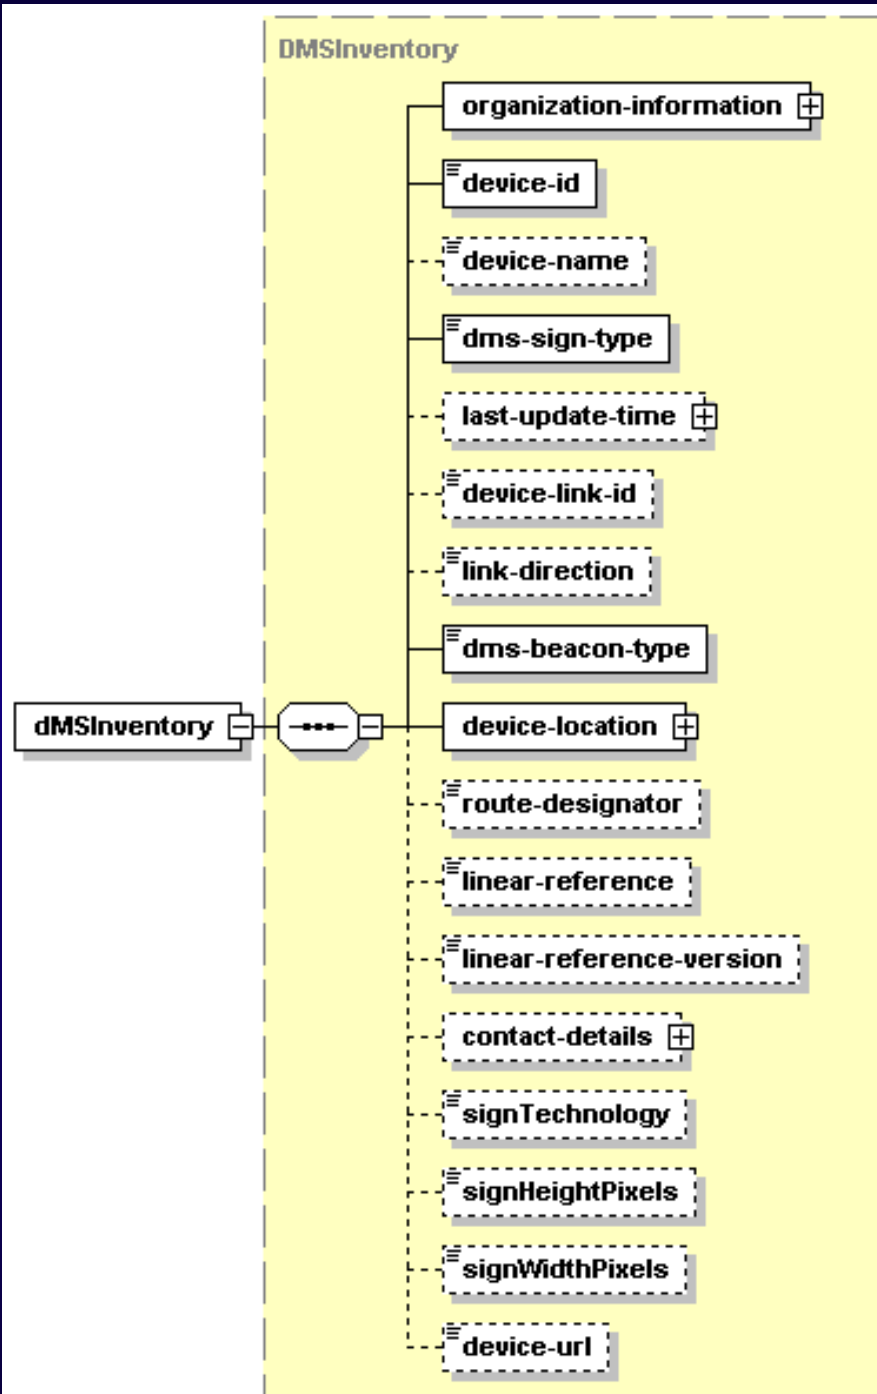 DMSInventory
organization-information
device-id
device-name
dms-sign-type
last-update-time
device-link-id
link-direction
dms-beacon-type
dMSInventory
device-location
route-designator
linear-reference
linear-reference-version
contact-details
signTechnology
signHeightPixels
signWidthPixels
device-url